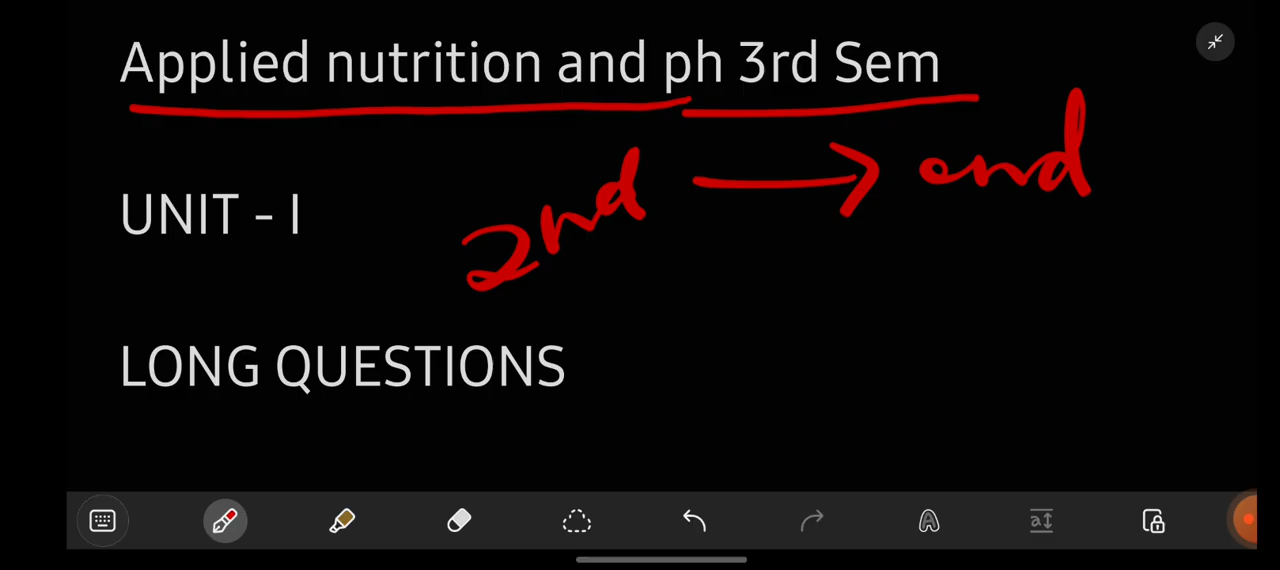 Applied nutrition and ph 3rd Sem
2nd → end
UNIT - I
LONG QUESTIONS